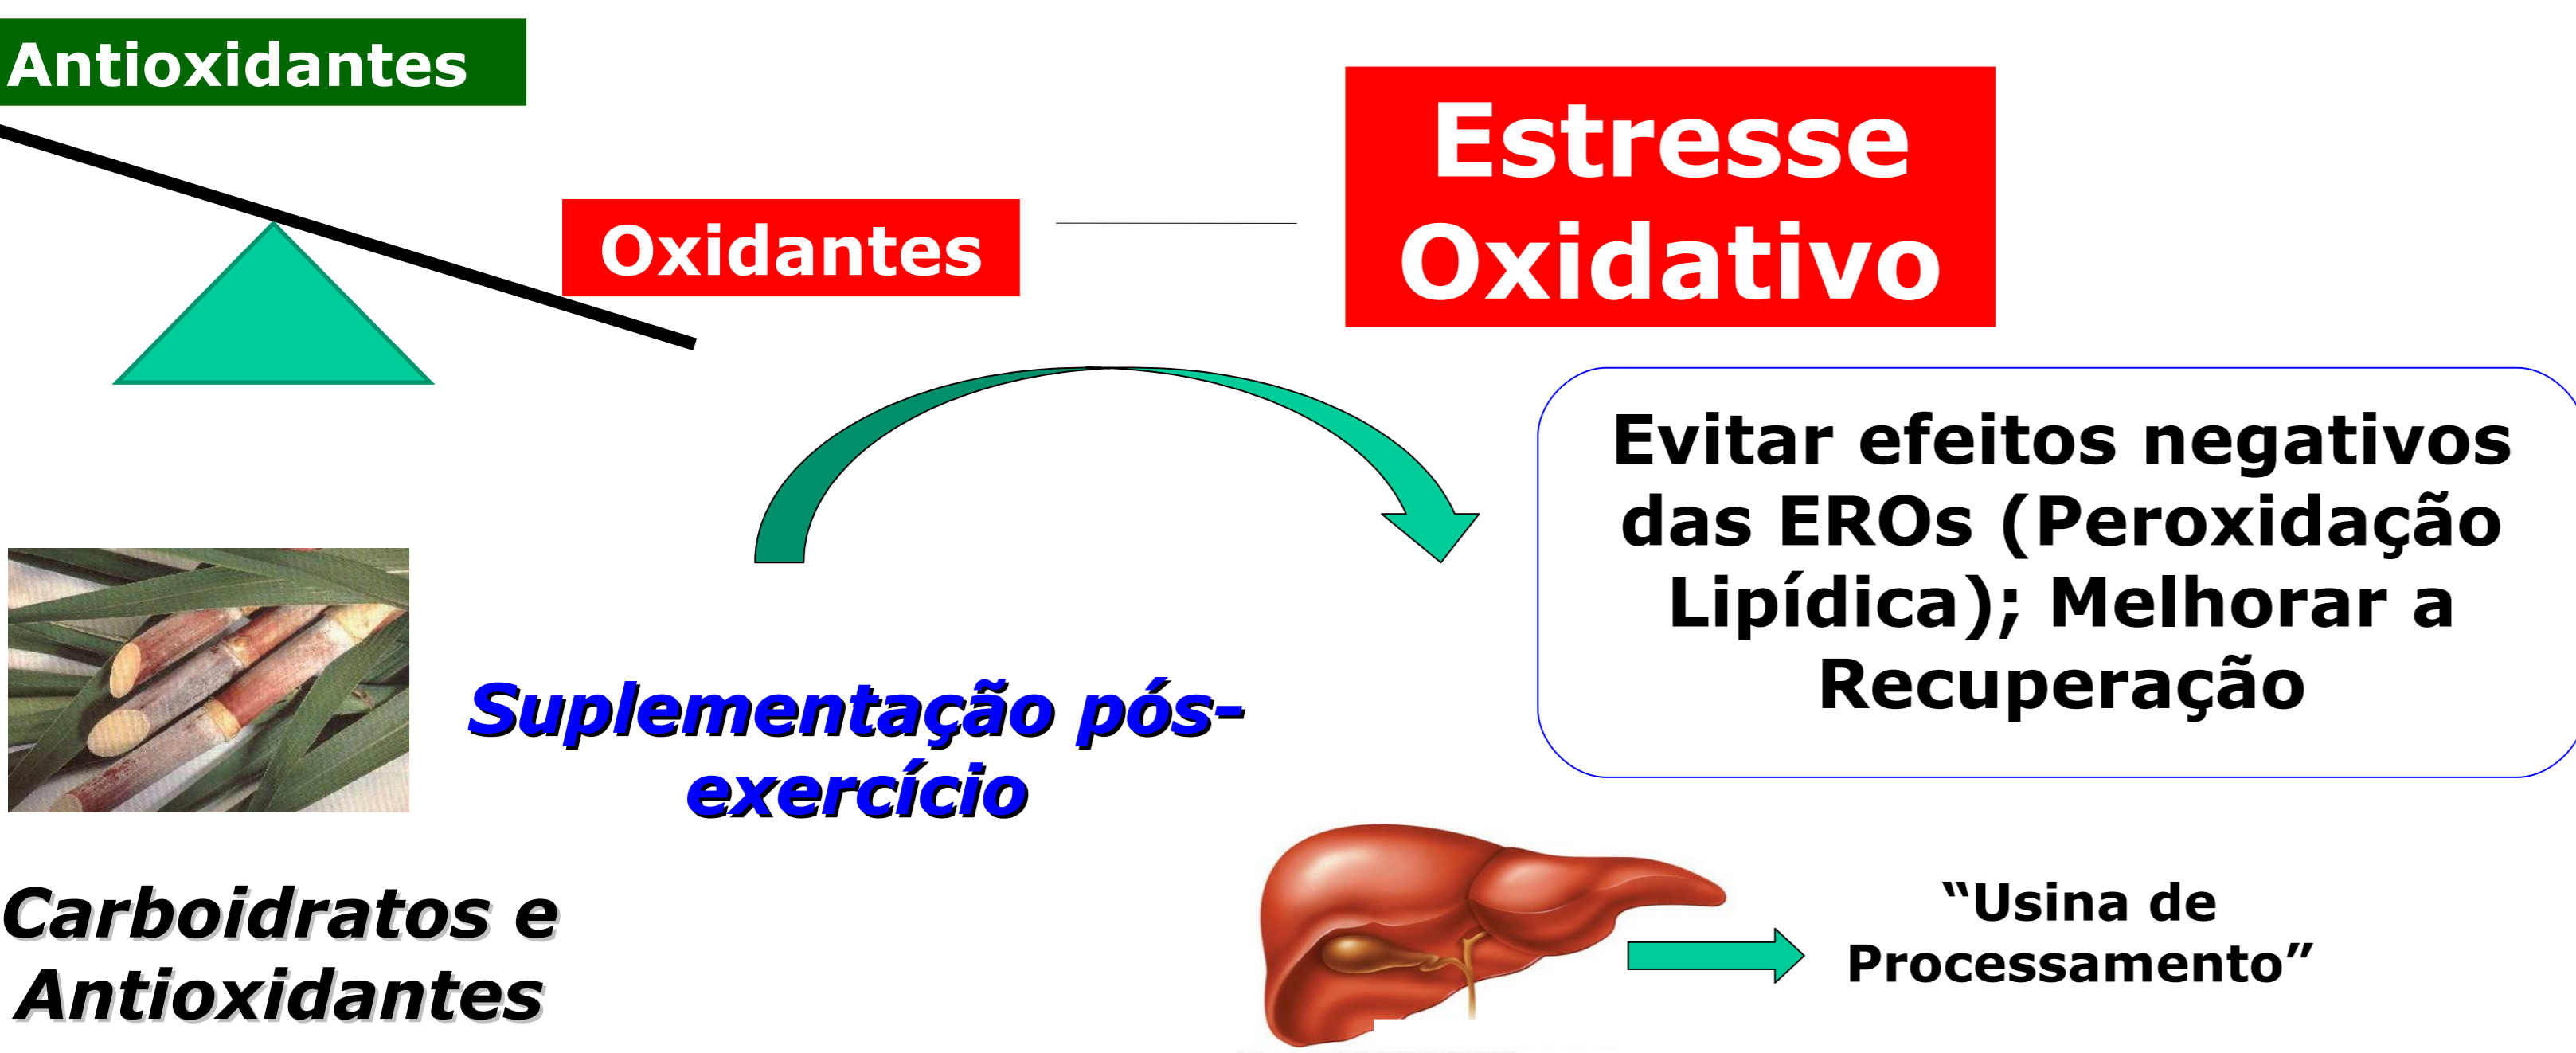 Antioxidantes
Oxidantes
Estresse
Oxidativo
Evitar efeitos negativos
das EROs (Peroxidação
Lipídica); Melhorar a
Recuperação
Suplementação pós-
exercício
Carboidratos e
Antioxidantes
“Usina de
Processamento”